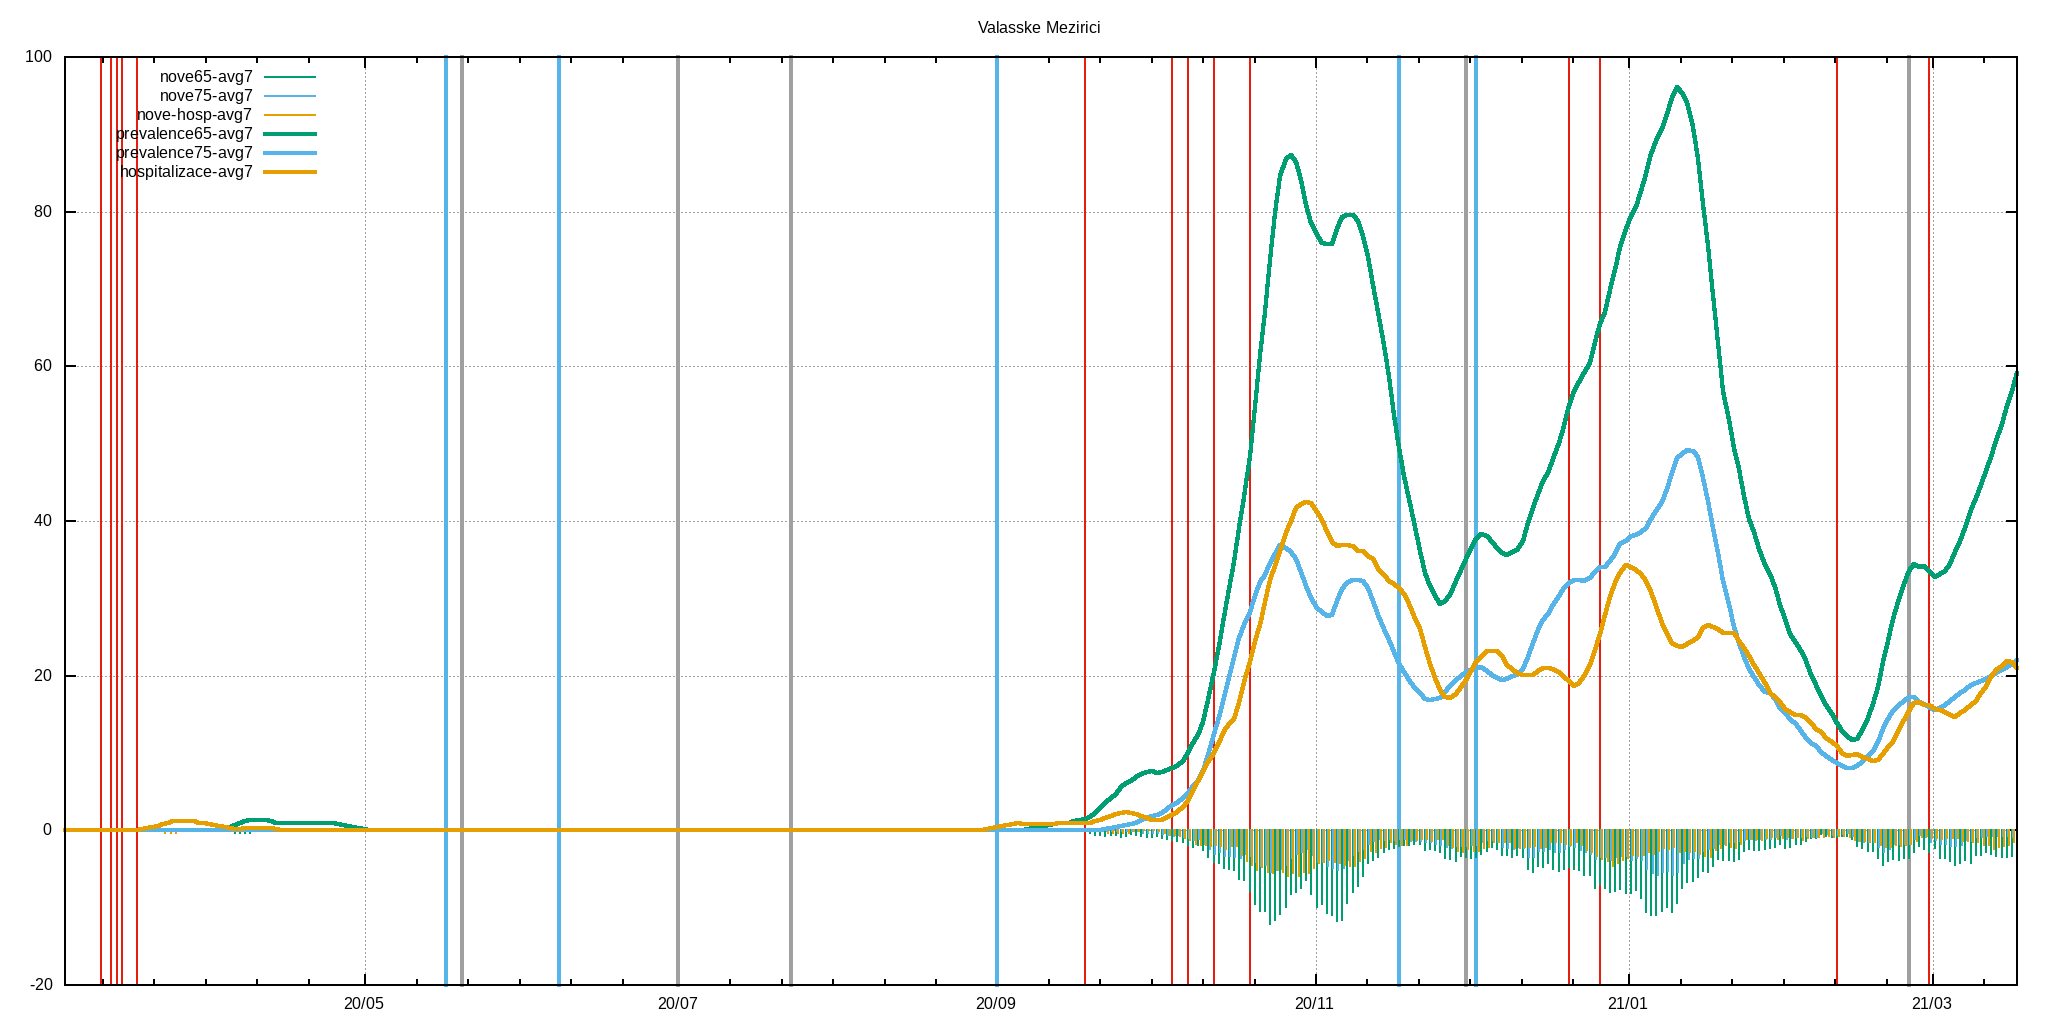 Valasske Mezirici
100
nove65-avg7
nove75-avg7
nove-hosp-avg7
prevalence65-avg7
prevalence75-avg7
hospitalizace-avg7
80
60
40
20
0
-20
20/05 20/07 20/09 20/11 21/01 21/03